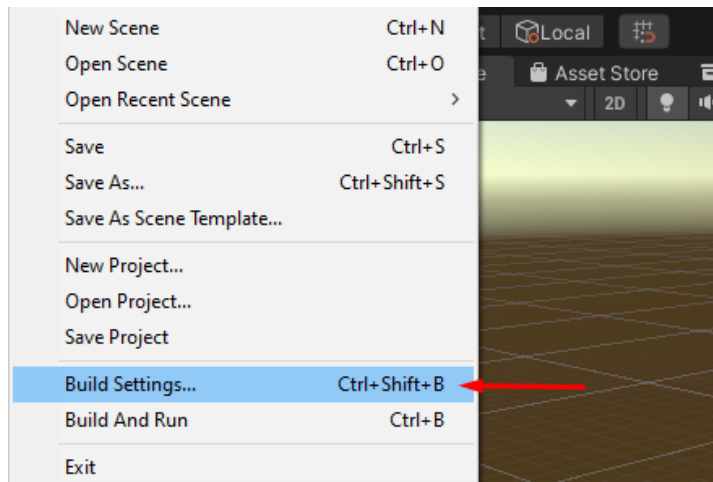 New Scene Ctrl+N
Open Scene Ctrl+O
Open Recent Scene >
Save Ctrl+S
Save As... Ctrl+Shift+S
Save As Scene Template...
New Project...
Open Project...
Save Project
Build Settings... Ctrl+Shift+B
Build And Run Ctrl+B
Exit
Local
Asset Store
2D